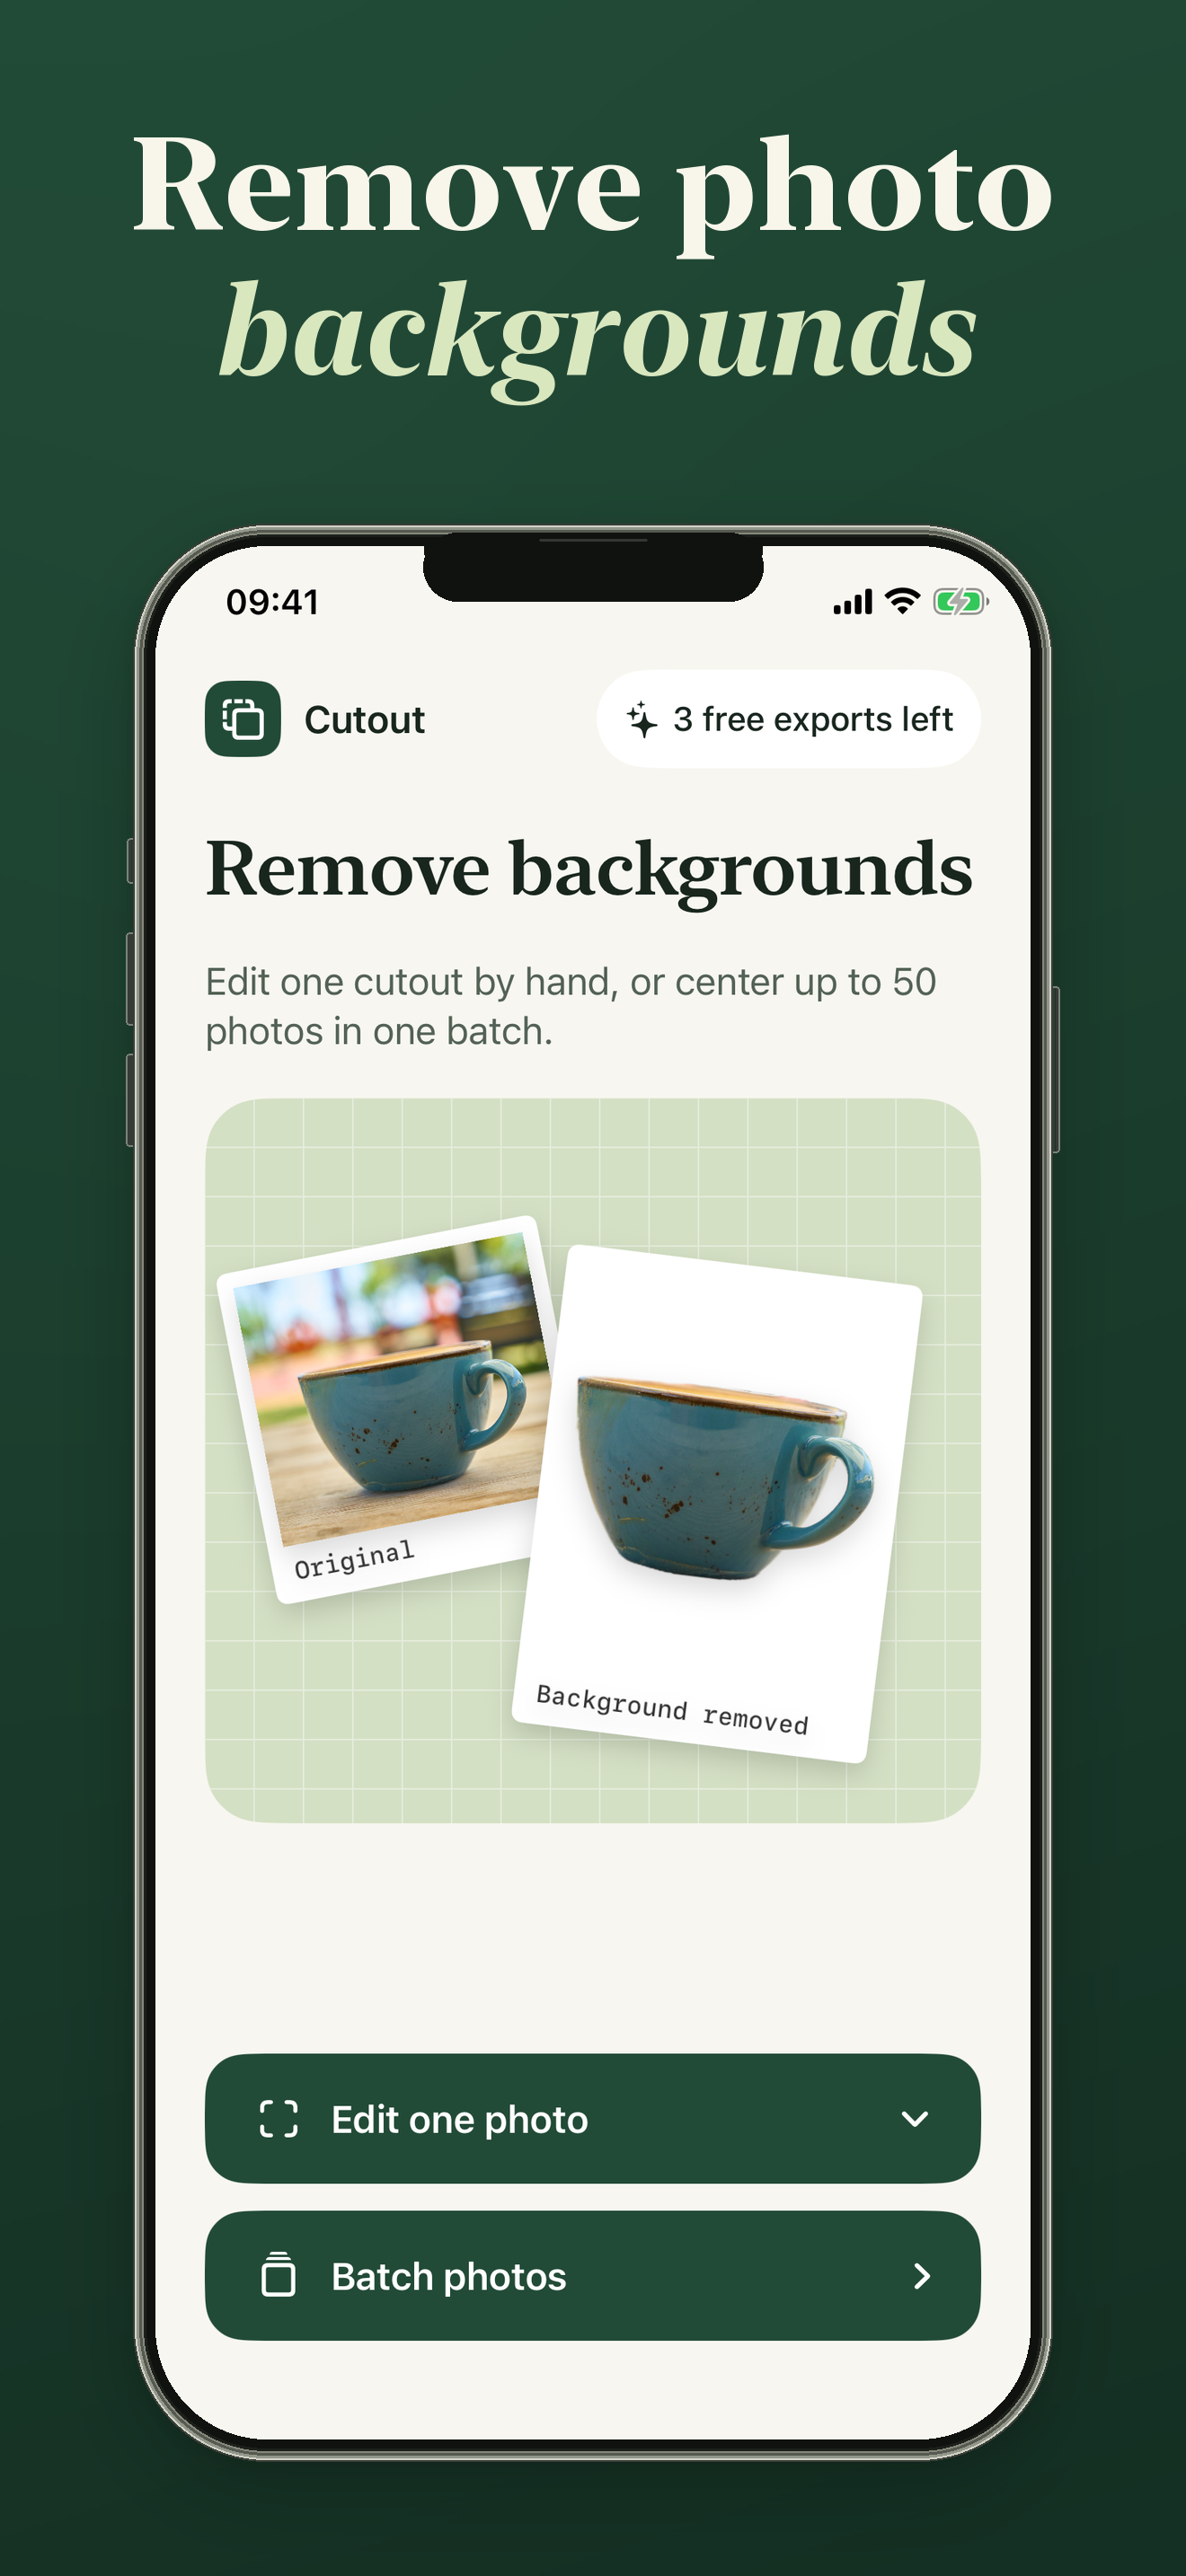 Remove photo
backgrounds
09:41
Cutout
3 free exports left
Remove backgrounds
Edit one cutout by hand, or center up to 50
photos in one batch.
Original
Background removed
Edit one photo
Batch photos